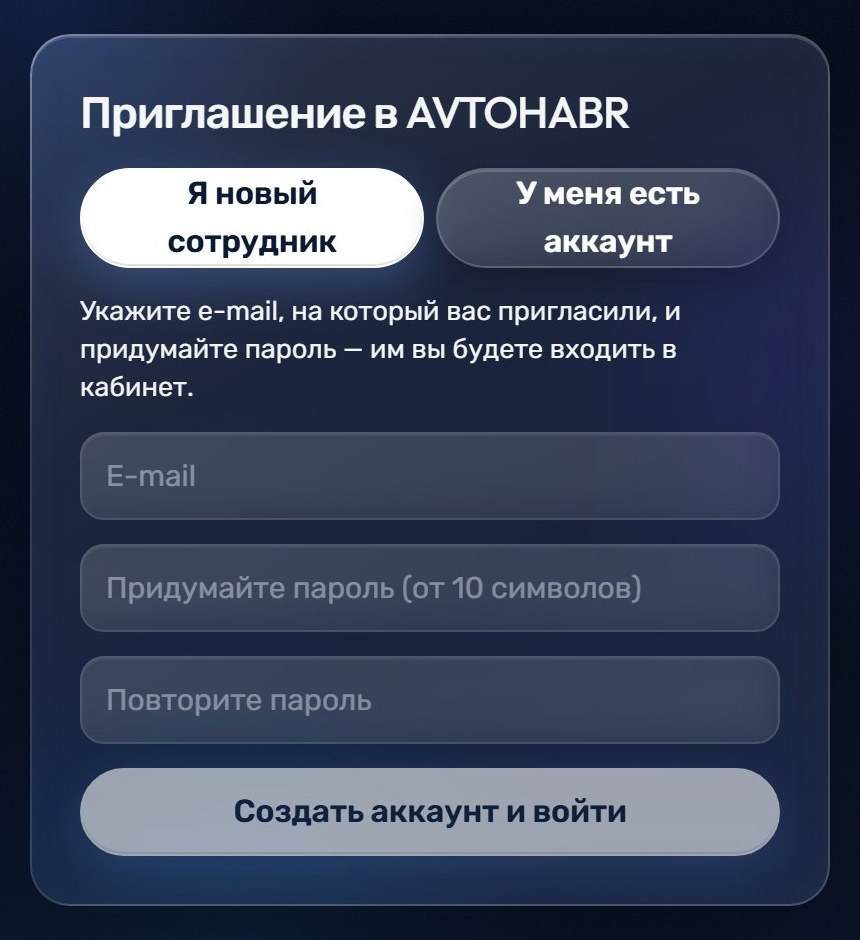 Приглашение в AVTOHABR
Я новый
сотрудник
У меня есть
аккаунт
Укажите e-mail, на который вас пригласили, и
придумайте пароль — им вы будете входить в
кабинет.
E-mail
Придумайте пароль (от 10 символов)
Повторите пароль
Создать аккаунт и войти